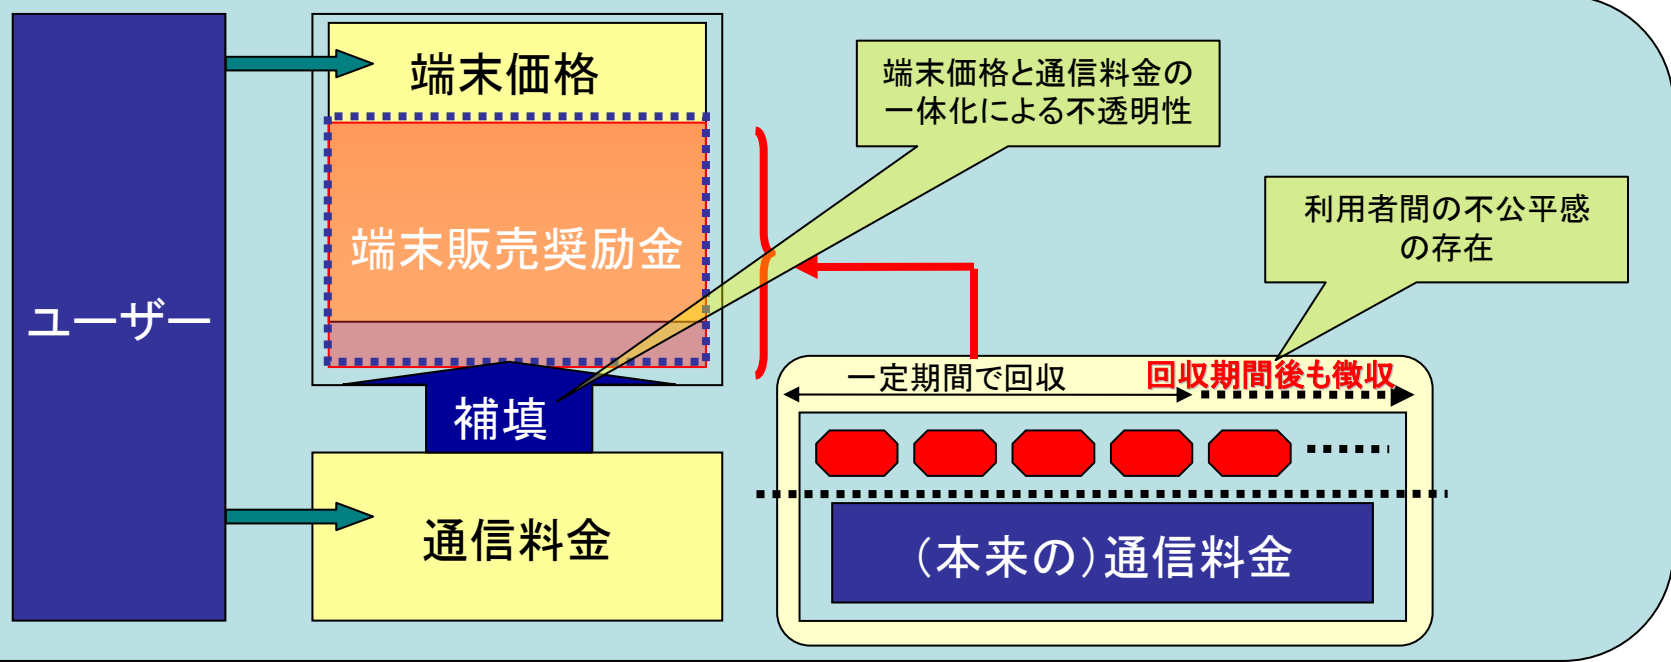 ユーザー
端末価格
端末販売奨励金
補填
通信料金
端末価格と通信料金の
一体化による不透明性
利用者間の不公平感
の存在
一定期間で回収
回収期間後も徴収
（本来の）通信料金